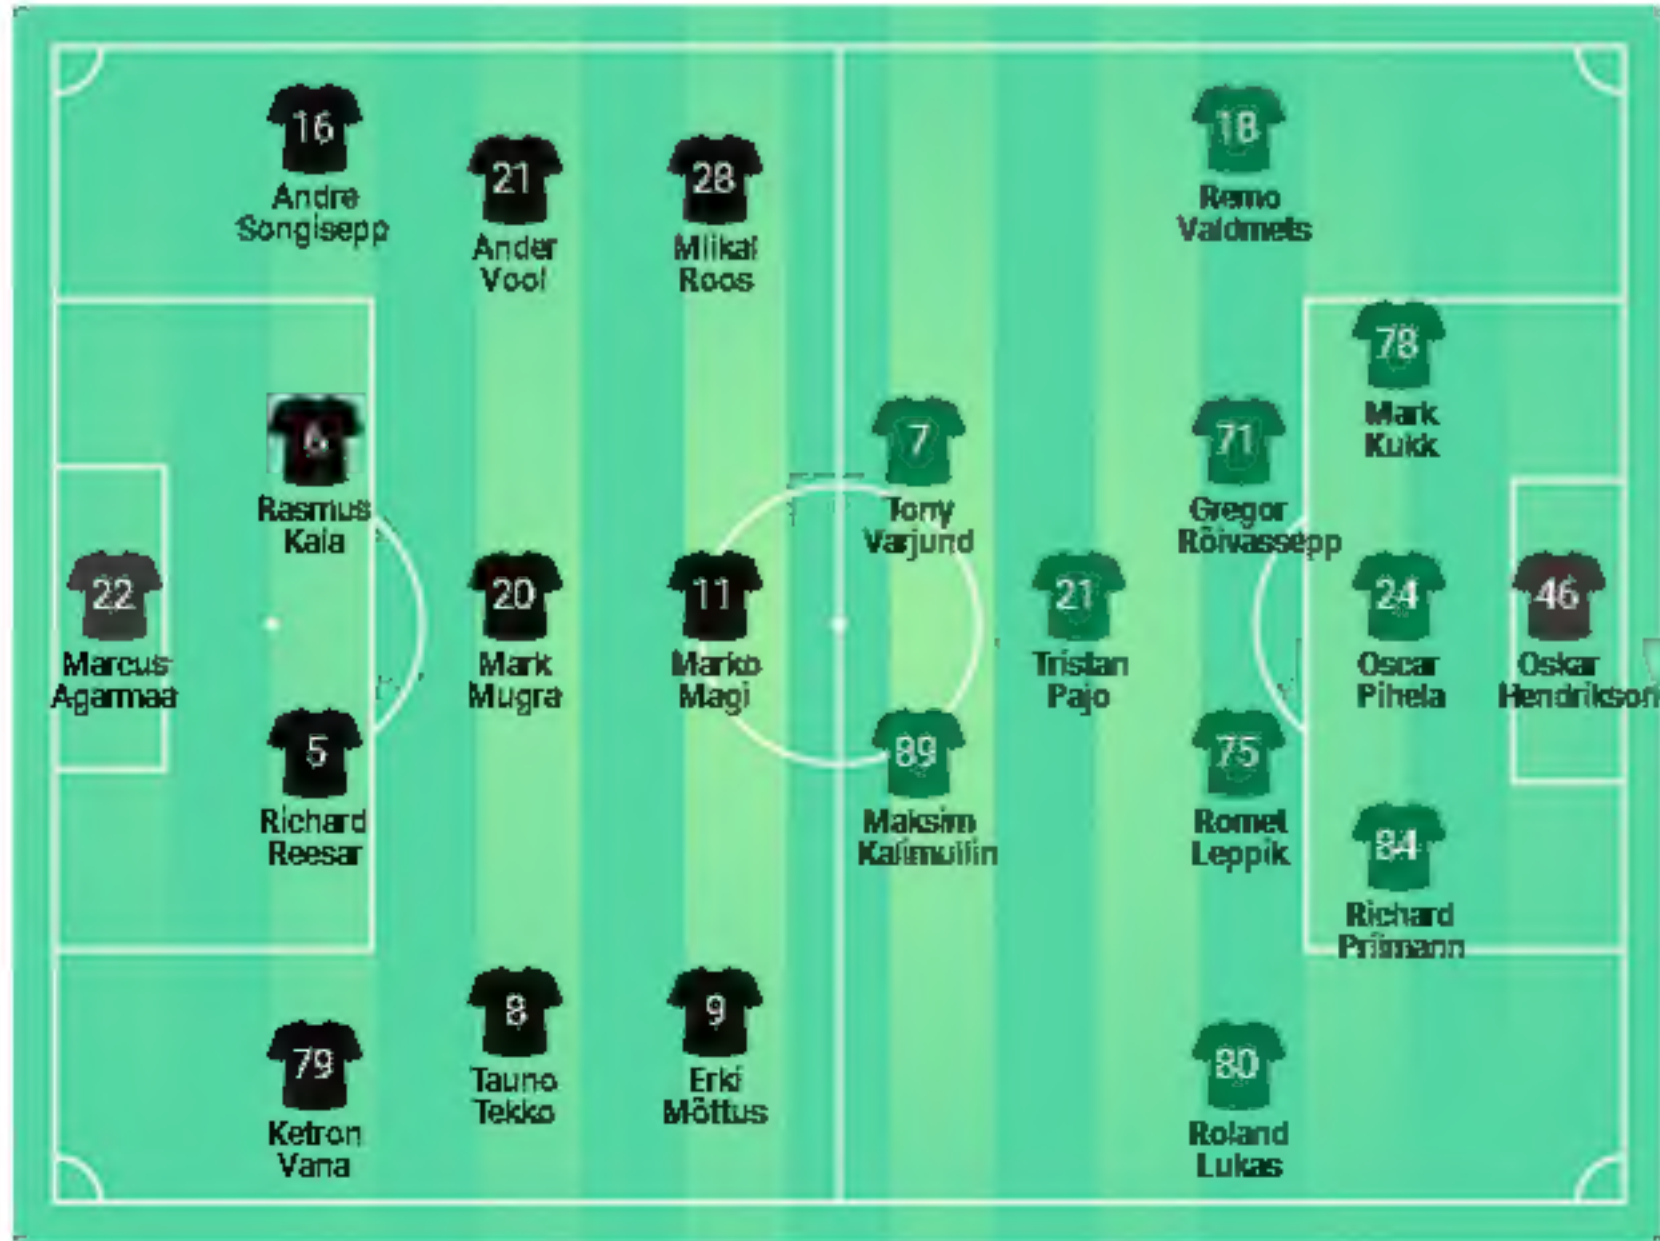 16
Andre
Songisepp
21
Ander
Vool
28
Miikal
Roos
18
Remo
Valdmets
6
Rasmus
Kala
7
Tony
Varjund
71
Gregor
Rõivassepp
78
Mark
Kukk
22
Marcus
Agarmaa
20
Mark
Mugra
11
Marko
Mägi
21
Tristan
Pajo
24
Oscar
Pihela
46
Oskar
Hendrikson
5
Richard
Reesar
89
Maksim
Kalimullin
75
Romet
Leppik
84
Richard
Priimann
79
Ketron
Vana
8
Tauno
Tekko
9
Erki
Mõttus
80
Roland
Lukas